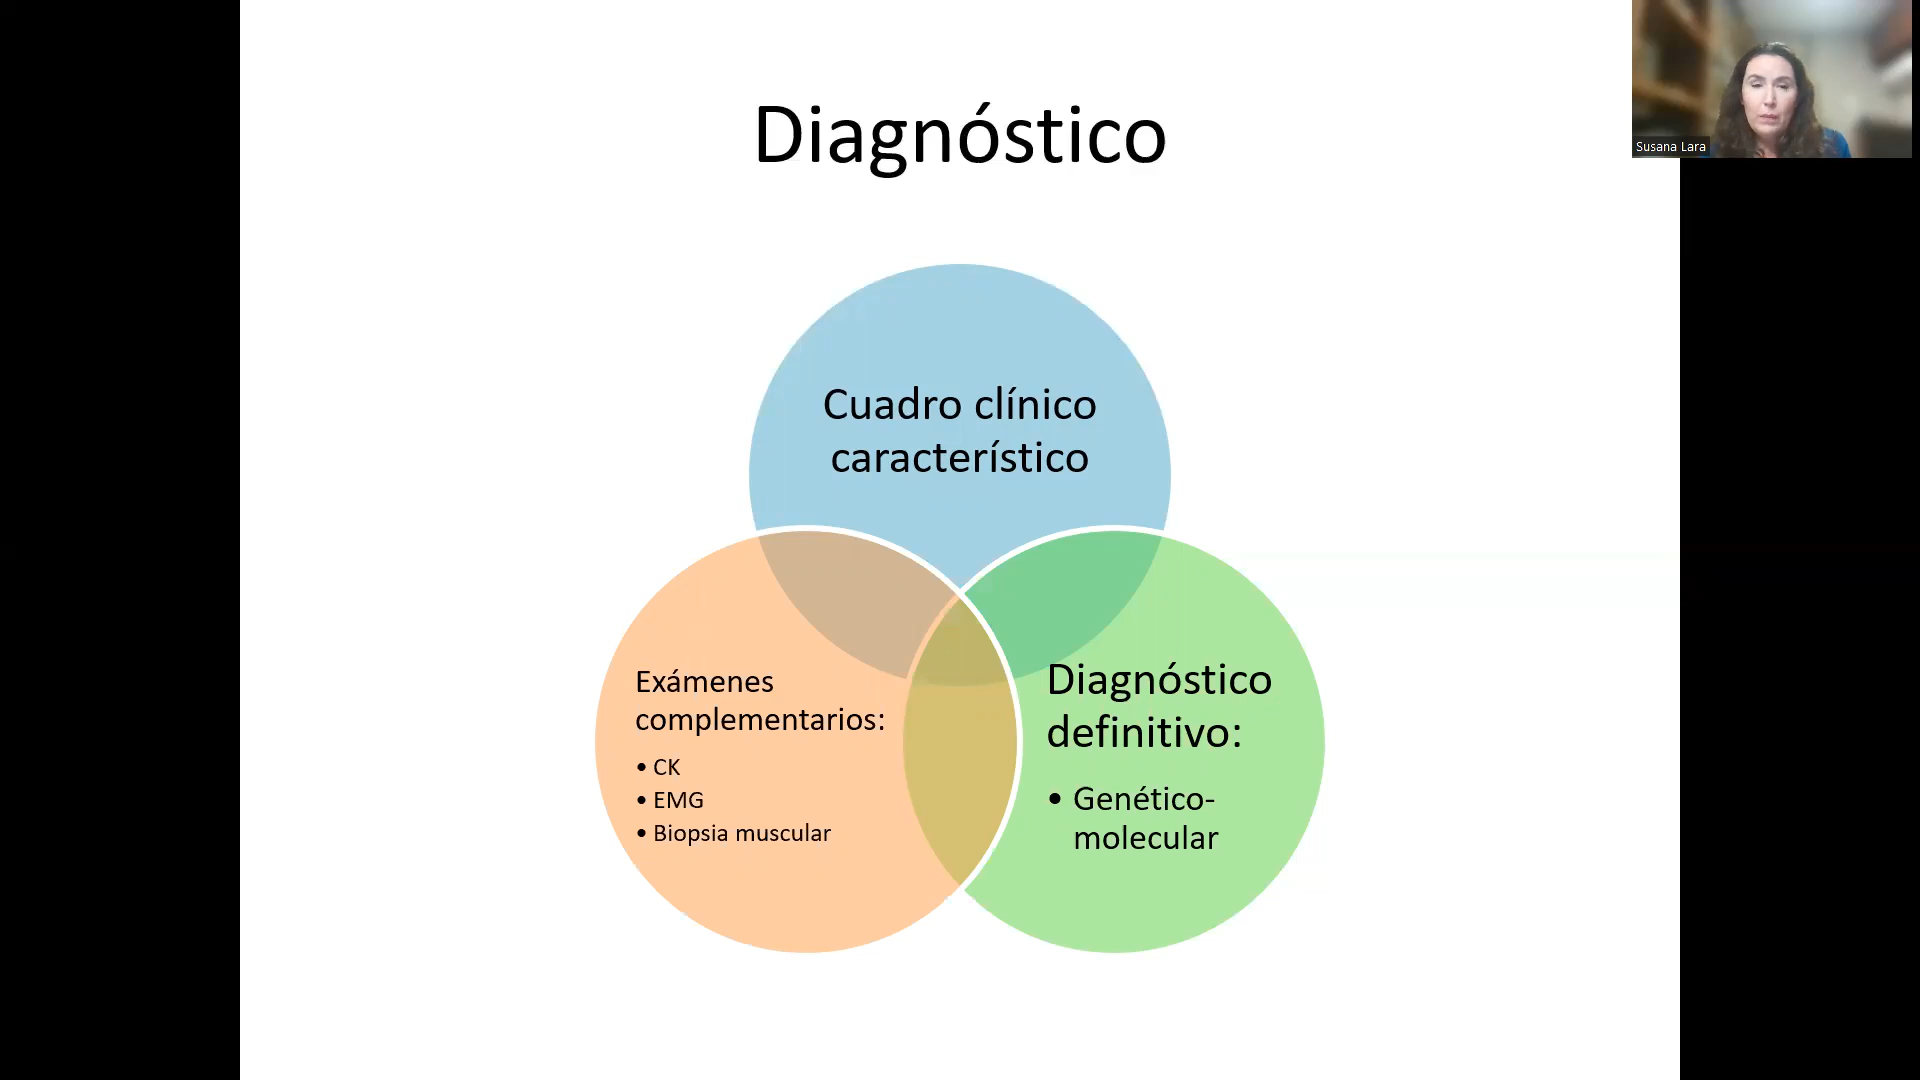 Diagnóstico
Susana Lara
Cuadro clínico
característico
Exámenes
complementarios:
• CK
• EMG
• Biopsia muscular
Diagnóstico
definitivo:
• Genético-
molecular